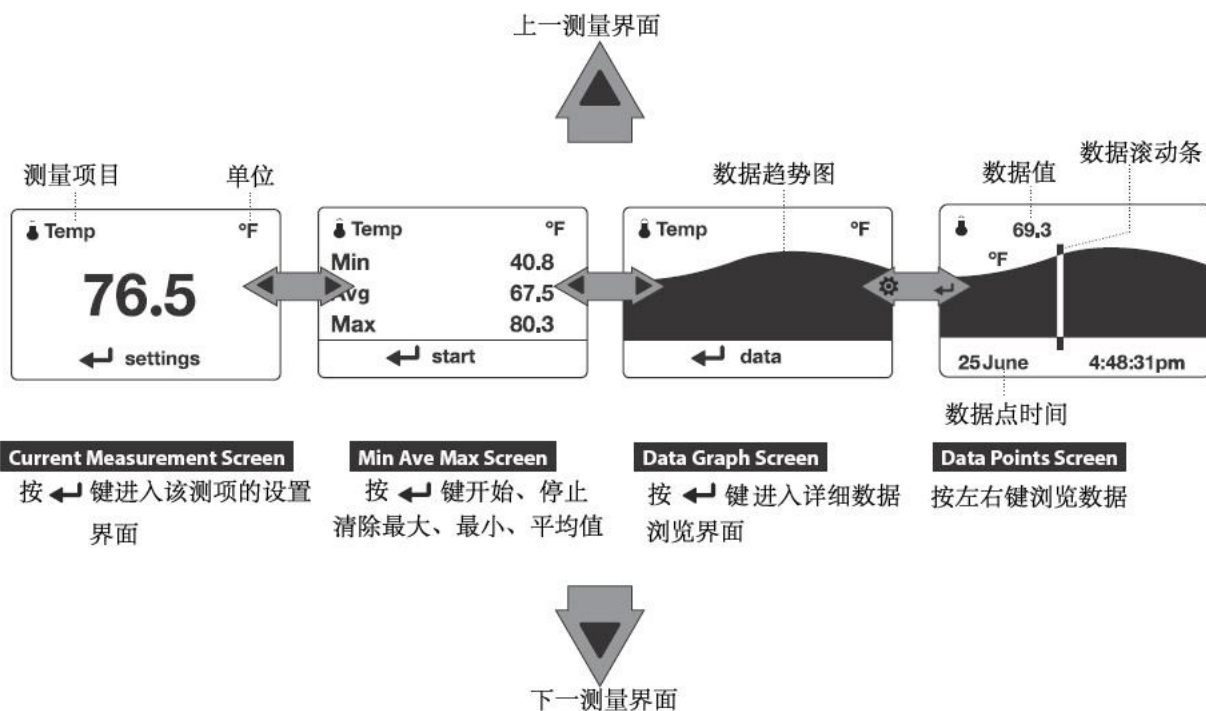 上一测量界面
测量项目
单位
Temp
°F
76.5
settings
Temp
°F
Min
40.8
Avg
67.5
Max
80.3
start
数据趋势图
Temp
°F
data
数据值
数据滚动条
69.3
°F
25June
4:48:31pm
数据点时间
Current Measurement Screen
按 键进入该测项的设置
界面
Min Ave Max Screen
按 键开始、停止
清除最大、最小、平均值
Data Graph Screen
按 键进入详细数据
浏览界面
Data Points Screen
按左右键浏览数据
下一测量界面